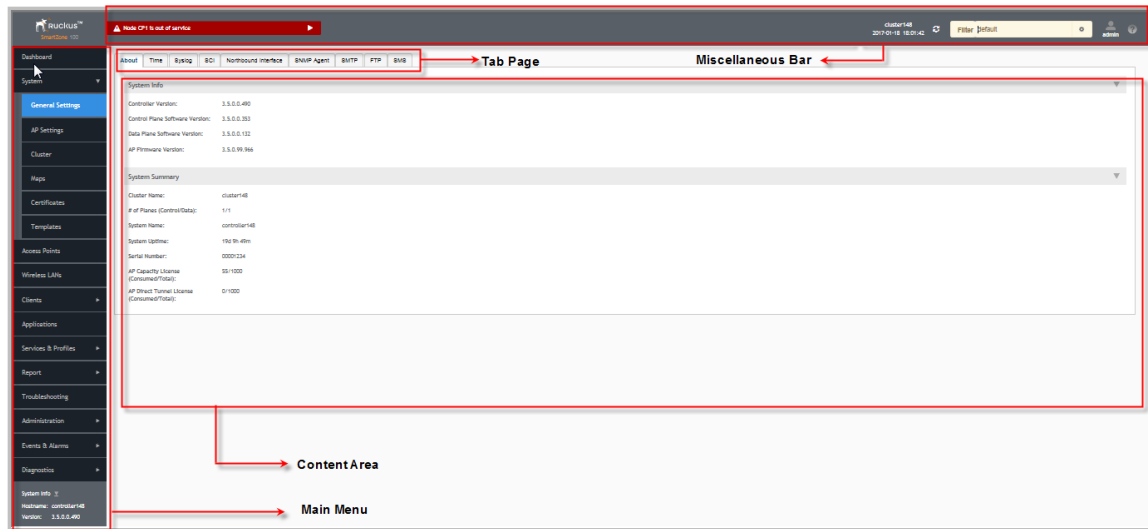 Ruckus™
SmartZone 100
Node CP1 is out of service
cluster148
2017-01-18 18:01:42
Filter default
admin
Dashboard
System
General Settings
AP Settings
Cluster
Maps
Certificates
Templates
Access Points
Wireless LANs
Clients
Applications
Services & Profiles
Report
Troubleshooting
Administration
Events & Alarms
Diagnostics
System Info
Hostname: controller148
Version: 3.5.0.0.490
About Time Syslog SCI Northbound Interface SNMP Agent SMTP FTP SMS
Tab Page
Miscellaneous Bar
System Info
Controller Version: 3.5.0.0.490
Control Plane Software Version: 3.5.0.0.353
Data Plane Software Version: 3.5.0.0.132
AP Firmware Version: 3.5.0.99.966
System Summary
Cluster Name: cluster148
# of Planes (Control/Data): 1/1
System Name: controller148
System Uptime: 19d 9h 49m
Serial Number: 00001234
AP Capacity License
(Consumed/Total): 55/1000
AP Direct Tunnel License
(Consumed/Total): 0/1000
Content Area
Main Menu